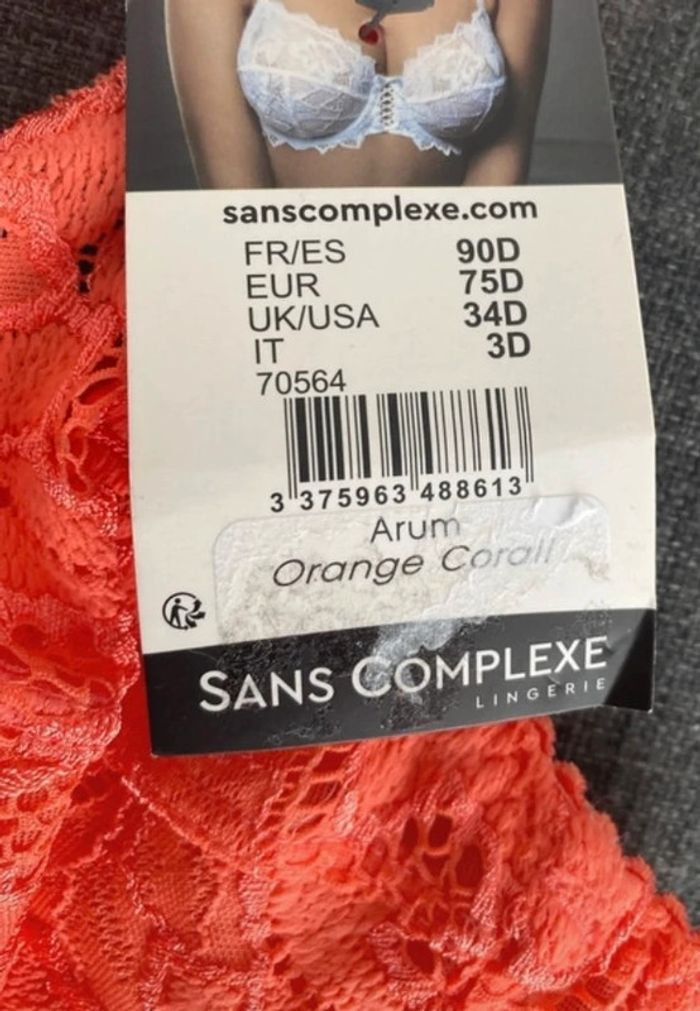 sanscomplexe.com
FR/ES 90D
EUR 75D
UK/USA 34D
IT 3D
70564
3 375963 488613
Arum
Orange Corail
SANS COMPLEXE
LINGERIE